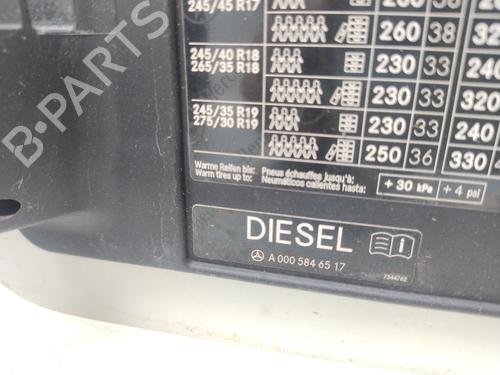 245/45 R17
260 38
245/40 R18 230 33 240
265/35 R18
230 33 320
245/35 R19 230 33 240
275/30 R19
250 36 330
Warme Reifen bis: Pneus échauffés jusqu'à:
Warm tires up to: Neumáticos calientes hasta: + 30 kPa + 4 psi
DIESEL
A 000 584 65 17
B-PARTS